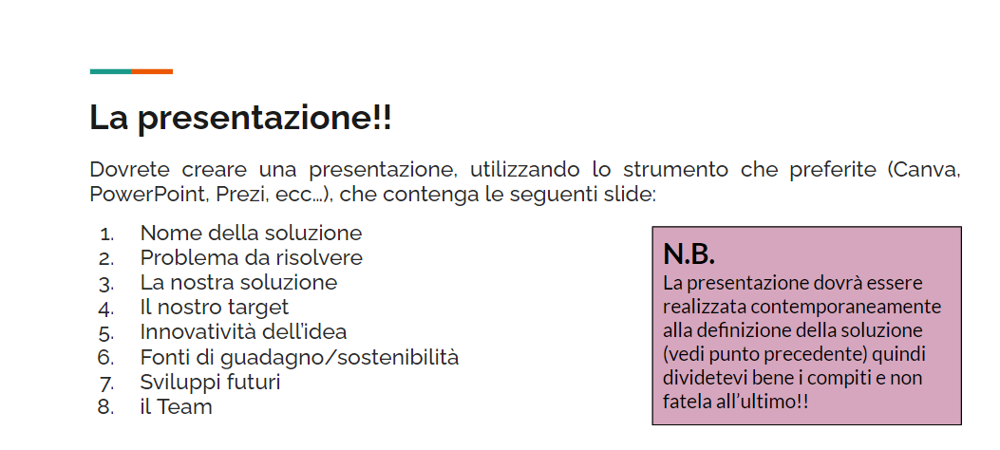 La presentazione!!
Dovrete creare una presentazione, utilizzando lo strumento che preferite (Canva,
PowerPoint, Prezi, ecc…), che contenga le seguenti slide:
1. Nome della soluzione
2. Problema da risolvere
3. La nostra soluzione
4. Il nostro target
5. Innovatività dell'idea
6. Fonti di guadagno/sostenibilità
7. Sviluppi futuri
8. il Team
N.B.
La presentazione dovrà essere
realizzata contemporaneamente
alla definizione della soluzione
(vedi punto precedente) quindi
dividetevi bene i compiti e non
fatela all'ultimo!!